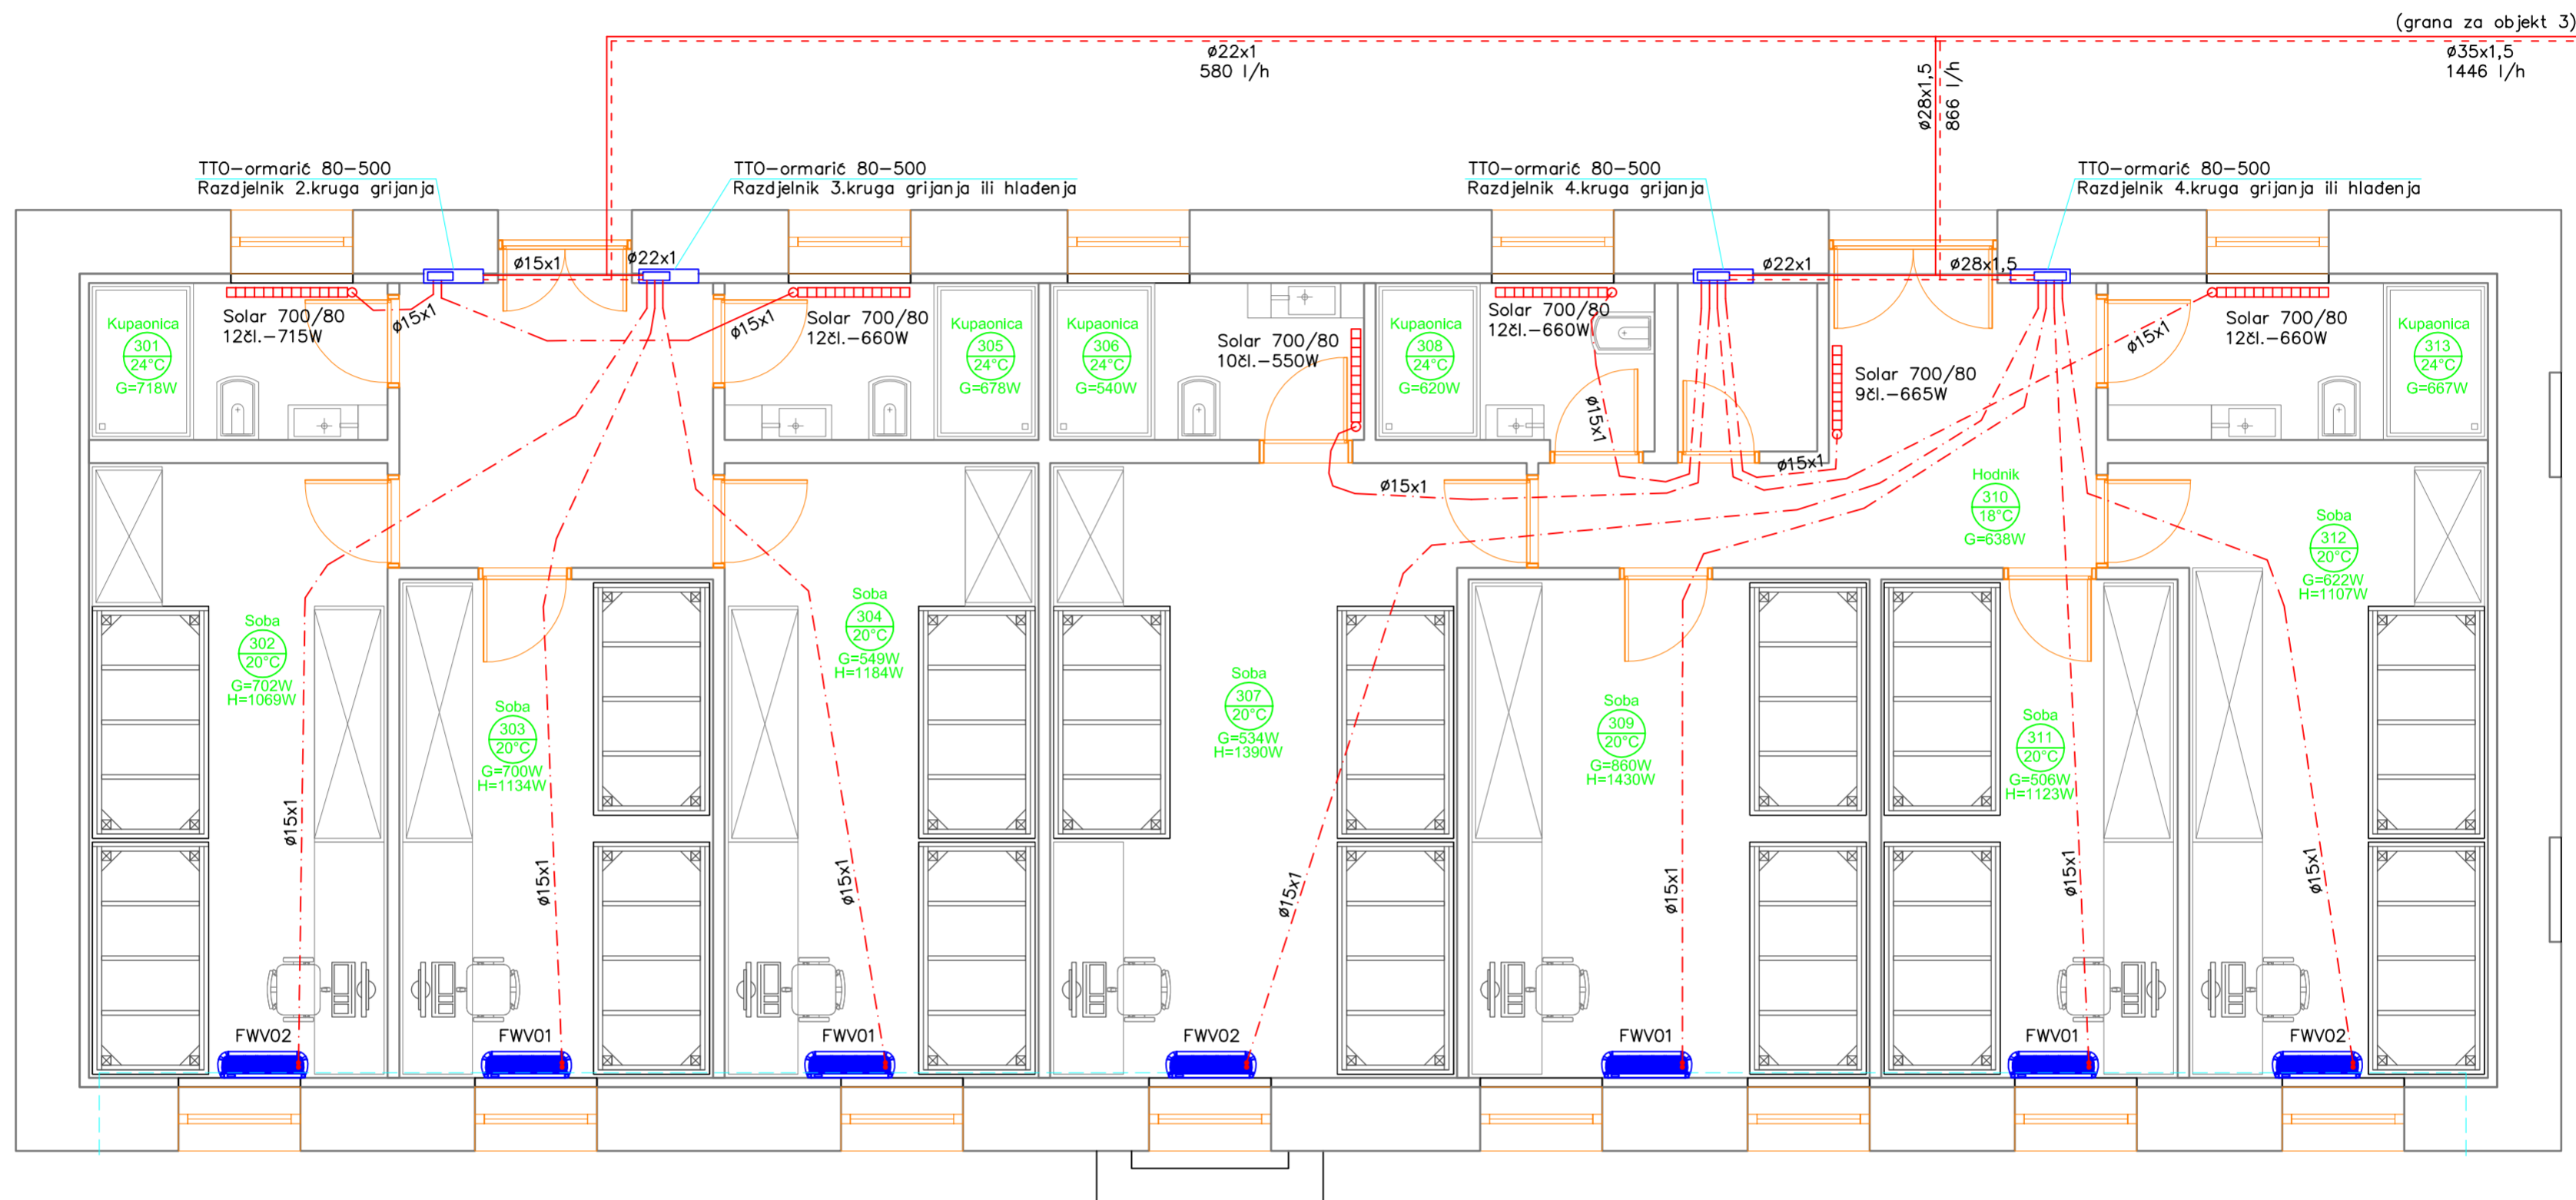 (grana za objekt 3)
ø22x1
580 l/h
ø35x1,5
1446 l/h
ø28x1,5
866 l/h
TTO-ormarić 80-500
Razdjelnik 2.kruga grijanja
TTO-ormarić 80-500
Razdjelnik 3.kruga grijanja ili hlađenja
TTO-ormarić 80-500
Razdjelnik 4.kruga grijanja
TTO-ormarić 80-500
Razdjelnik 4.kruga grijanja ili hlađenja
ø15x1
ø22x1
ø22x1
ø28x1,5
Kupaonica
301
24°C
G=718W
Solar 700/80
12čl.-715W
ø15x1
ø15x1
Solar 700/80
12čl.-660W
Kupaonica
305
24°C
G=678W
Kupaonica
306
24°C
G=540W
Solar 700/80
10čl.-550W
Kupaonica
308
24°C
G=620W
Solar 700/80
12čl.-660W
ø15x1
Solar 700/80
9čl.-665W
ø15x1
ø15x1
Solar 700/80
12čl.-660W
Kupaonica
313
24°C
G=667W
ø15x1
Hodnik
310
18°C
G=638W
Soba
302
20°C
G=702W
H=1069W
Soba
303
20°C
G=700W
H=1134W
Soba
304
20°C
G=549W
H=1184W
Soba
307
20°C
G=534W
H=1390W
Soba
309
20°C
G=860W
H=1430W
Soba
311
20°C
G=506W
H=1123W
Soba
312
20°C
G=622W
H=1107W
ø15x1
ø15x1
ø15x1
ø15x1
ø15x1
ø15x1
ø15x1
FWV02
FWV01
FWV01
FWV02
FWV01
FWV01
FWV02